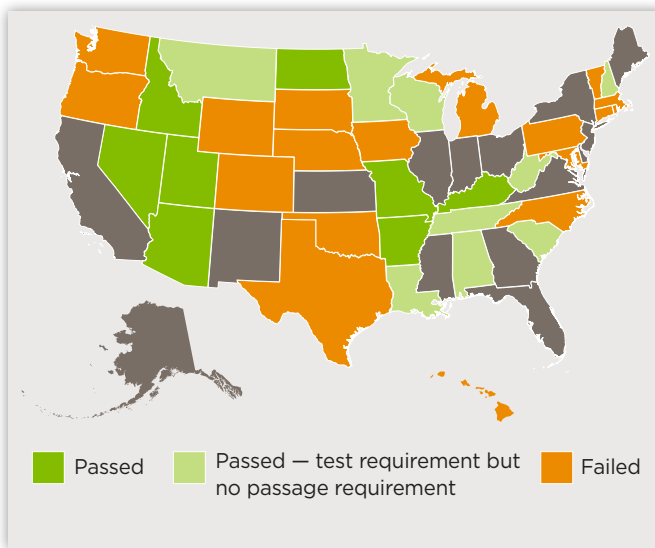 Passed
Passed — test requirement but
no passage requirement
Failed